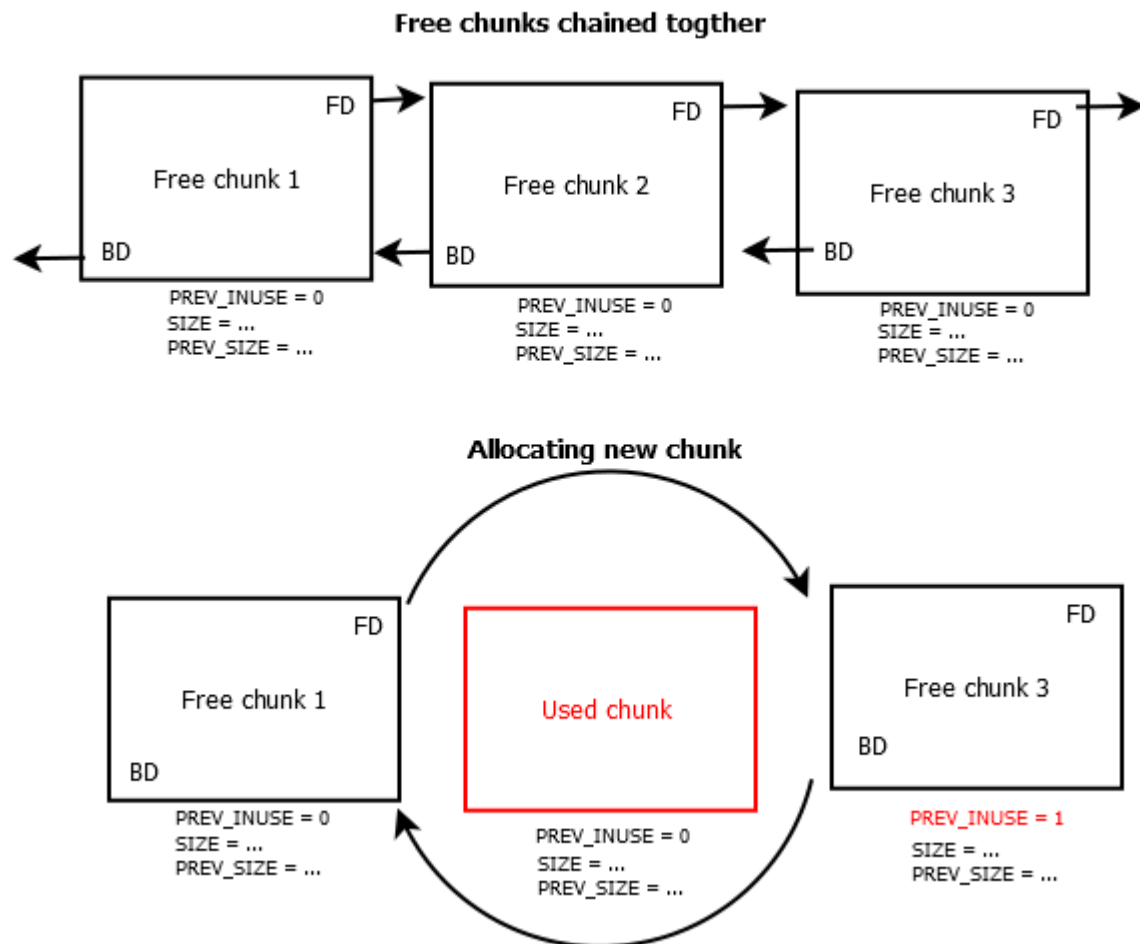 Free chunks chained togther
FD
Free chunk 1
BD
PREV_INUSE = 0
SIZE = ...
PREV_SIZE = ...
FD
Free chunk 2
BD
PREV_INUSE = 0
SIZE = ...
PREV_SIZE = ...
FD
Free chunk 3
BD
PREV_INUSE = 0
SIZE = ...
PREV_SIZE = ...
Allocating new chunk
FD
Free chunk 1
BD
PREV_INUSE = 0
SIZE = ...
PREV_SIZE = ...
Used chunk
PREV_INUSE = 0
SIZE = ...
PREV_SIZE = ...
FD
Free chunk 3
BD
PREV_INUSE = 1
SIZE = ...
PREV_SIZE = ...